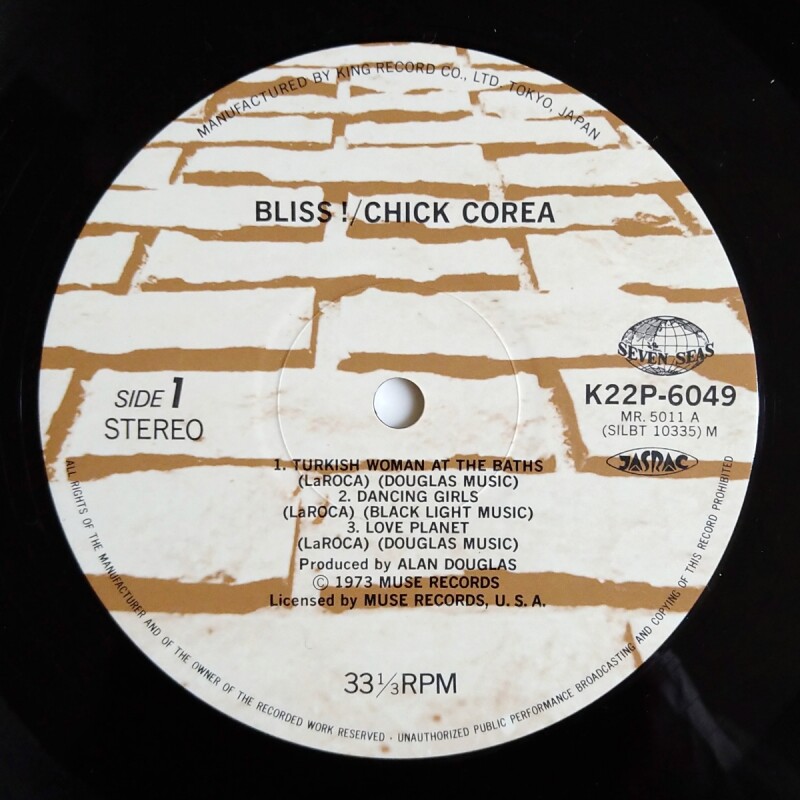 MANUFACTURED BY KING RECORD CO., LTD. TOKYO, JAPAN
BLISS!/CHICK COREA
SEVEN SEAS
K22P-6049
MR. 5011 A
(SILBT 10335) M
JASRAC
SIDE 1
STEREO
1. TURKISH WOMAN AT THE BATHS
(LaROCA) (DOUGLAS MUSIC)
2. DANCING GIRLS
(LaROCA) (BLACK LIGHT MUSIC)
3. LOVE PLANET
(LaROCA) (DOUGLAS MUSIC)
Produced by ALAN DOUGLAS
© 1973 MUSE RECORDS
Licensed by MUSE RECORDS, U. S. A.
33⅓RPM
ALL RIGHTS OF THE MANUFACTURER AND OF THE OWNER OF THE RECORDED WORK RESERVED · UNAUTHORIZED PUBLIC PERFORMANCE BROADCASTING AND COPYING OF THIS RECORD PROHIBITED